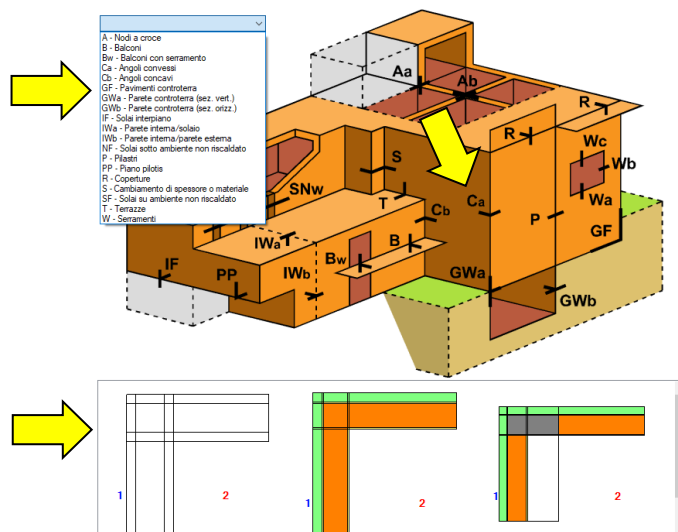 A - Nodi a croce
B - Balconi
Bw - Balconi con serramento
Ca - Angoli convessi
Cb - Angoli concavi
GF - Pavimenti controterra
GWa - Parete controterra (sez. vert.)
GWb - Parete controterra (sez. orizz.)
IF - Solai interpiano
IWa - Parete interna/solaio
IWb - Parete interna/parete esterna
NF - Solai sotto ambiente non riscaldato
P - Pilastri
PP - Piano pilotis
R - Coperture
S - Cambiamento di spessore o materiale
SF - Solai su ambiente non riscaldato
T - Terrazze
W - Serramenti
Aa
Ab
R
R
Wc
Wb
Wa
S
SNw
T
Ca
Cb
P
GF
IWa
B
Bw
IF
PP
IWb
GWa
GWb
1
2
1
2
1
2